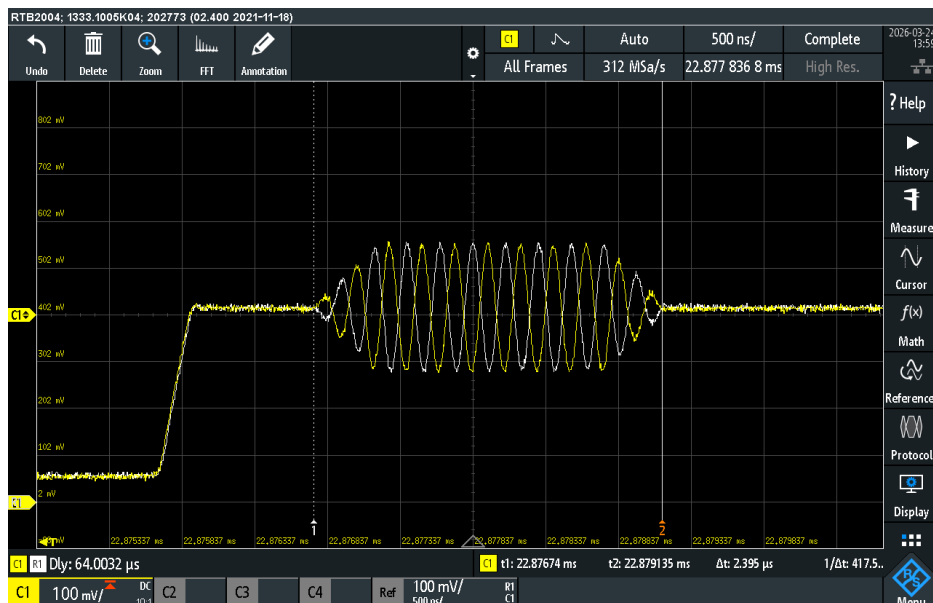 RTB2004; 1333.1005K04; 202773 (02.400 2021-11-18)
Undo Delete Zoom FFT Annotation
C1 Auto 500 ns/ Complete
All Frames 312 MSa/s 22.877 836 8 ms High Res.
2026-03-24
13:59
? Help
History
Measure
Cursor
f(x)
Math
Reference
Protocol
Display
Menu
802 mV
702 mV
602 mV
502 mV
402 mV
302 mV
202 mV
102 mV
2 mV
C1
1
2
22,875337 ms 22,875837 ms 22,876337 ms 22,876837 ms 22,877337 ms 22,877837 ms 22,878337 ms 22,878837 ms 22,879337 ms 22,879837 ms
C1 R1 Dly: 64.0032 µs
C1 t1: 22.87674 ms t2: 22.879135 ms Δt: 2.395 µs 1/Δt: 417.5..
C1 100 mV/ DC 10:1 C2 C3 C4 Ref 100 mV/ 500 ns/ R1 C1
R&S